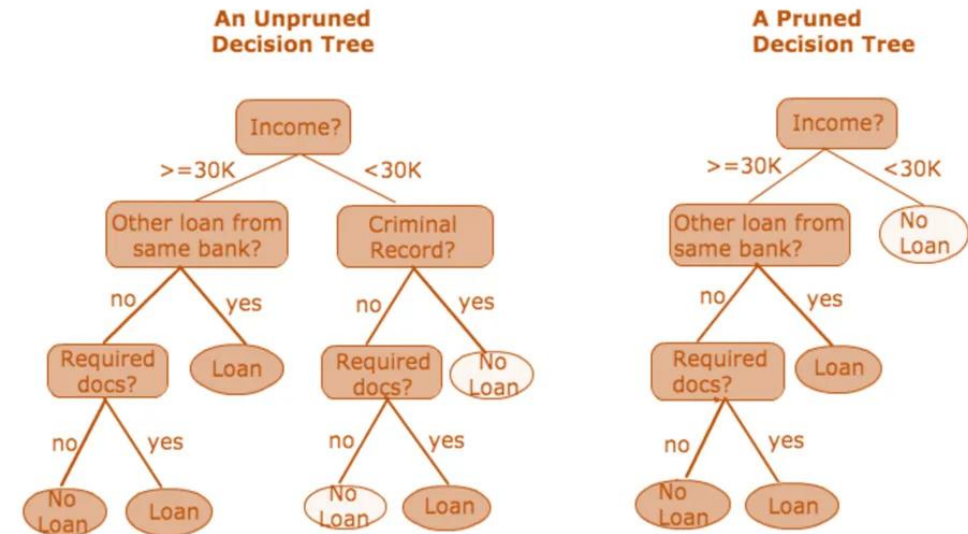 An Unpruned
Decision Tree
Income?
>=30K
<30K
Other loan from
same bank?
Criminal
Record?
no
yes
no
yes
Required
docs?
Loan
Required
docs?
No
Loan
no
yes
no
yes
No
Loan
Loan
No
Loan
Loan
A Pruned
Decision Tree
Income?
>=30K
<30K
Other loan from
same bank?
No
Loan
no
yes
Required
docs?
Loan
no
yes
No
Loan
Loan